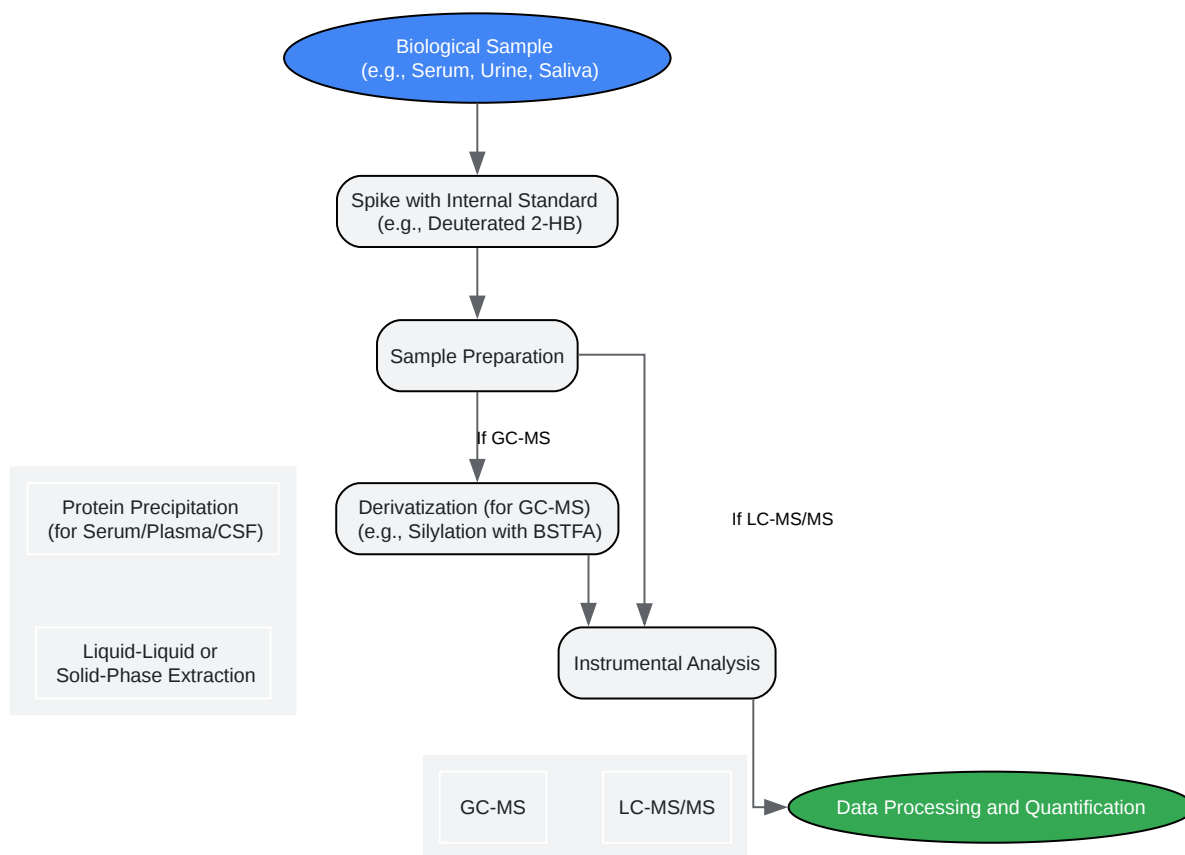 Biological Sample
(e.g., Serum, Urine, Saliva)
Spike with Internal Standard
(e.g., Deuterated 2-HB)
Sample Preparation
If GC-MS
Protein Precipitation
(for Serum/Plasma/CSF)
Derivatization (for GC-MS)
(e.g., Silylation with BSTFA)
If LC-MS/MS
Liquid-Liquid or
Solid-Phase Extraction
Instrumental Analysis
GC-MS
LC-MS/MS
Data Processing and Quantification